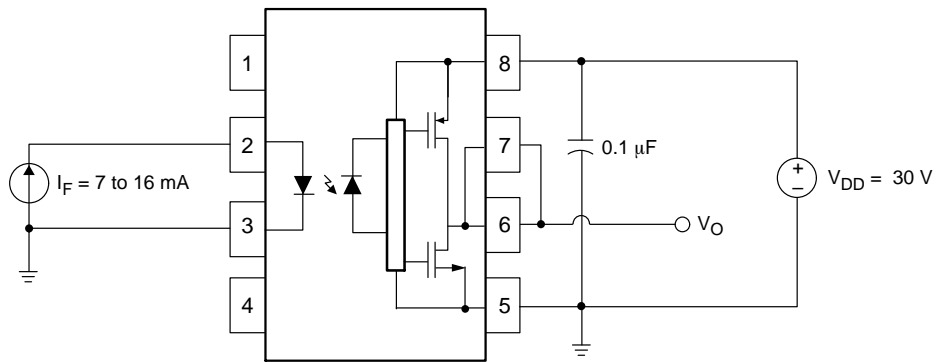 1
8
2
7
0.1 μF
I_F = 7 to 16 mA
+
–
V_DD = 30 V
3
6
V_O
4
5